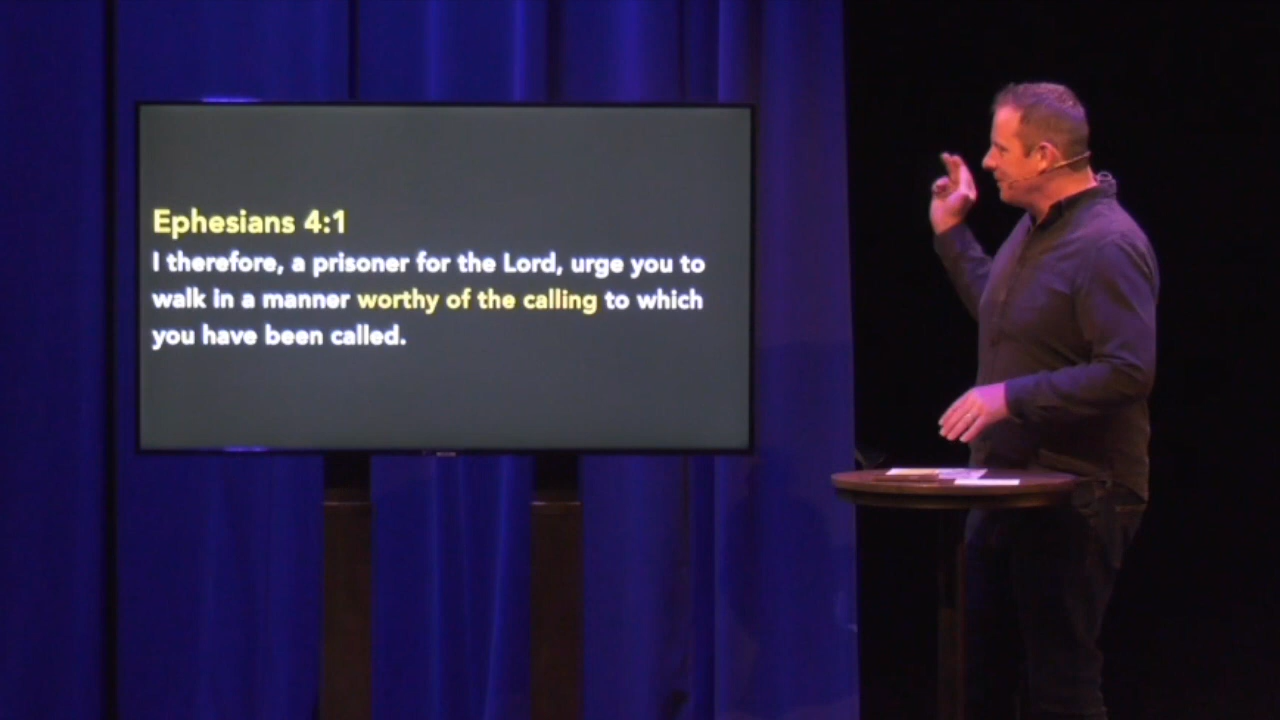 Ephesians 4:1
I therefore, a prisoner for the Lord, urge you to
walk in a manner worthy of the calling to which
you have been called.